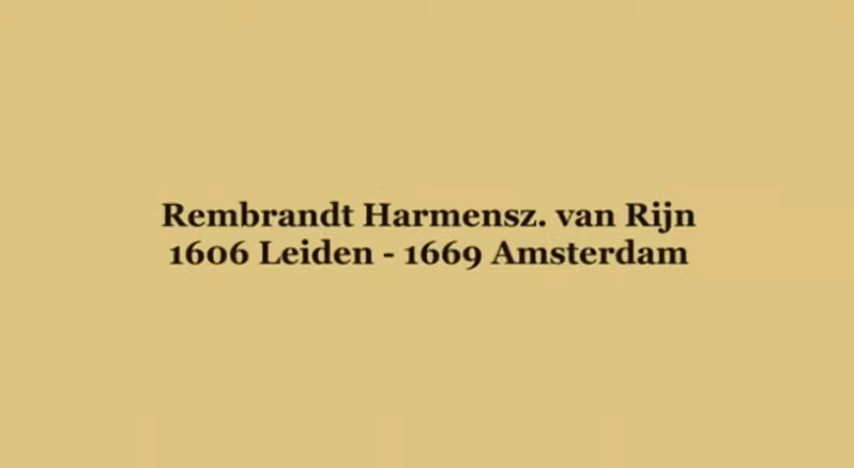 Rembrandt Harmensz. van Rijn
1606 Leiden - 1669 Amsterdam